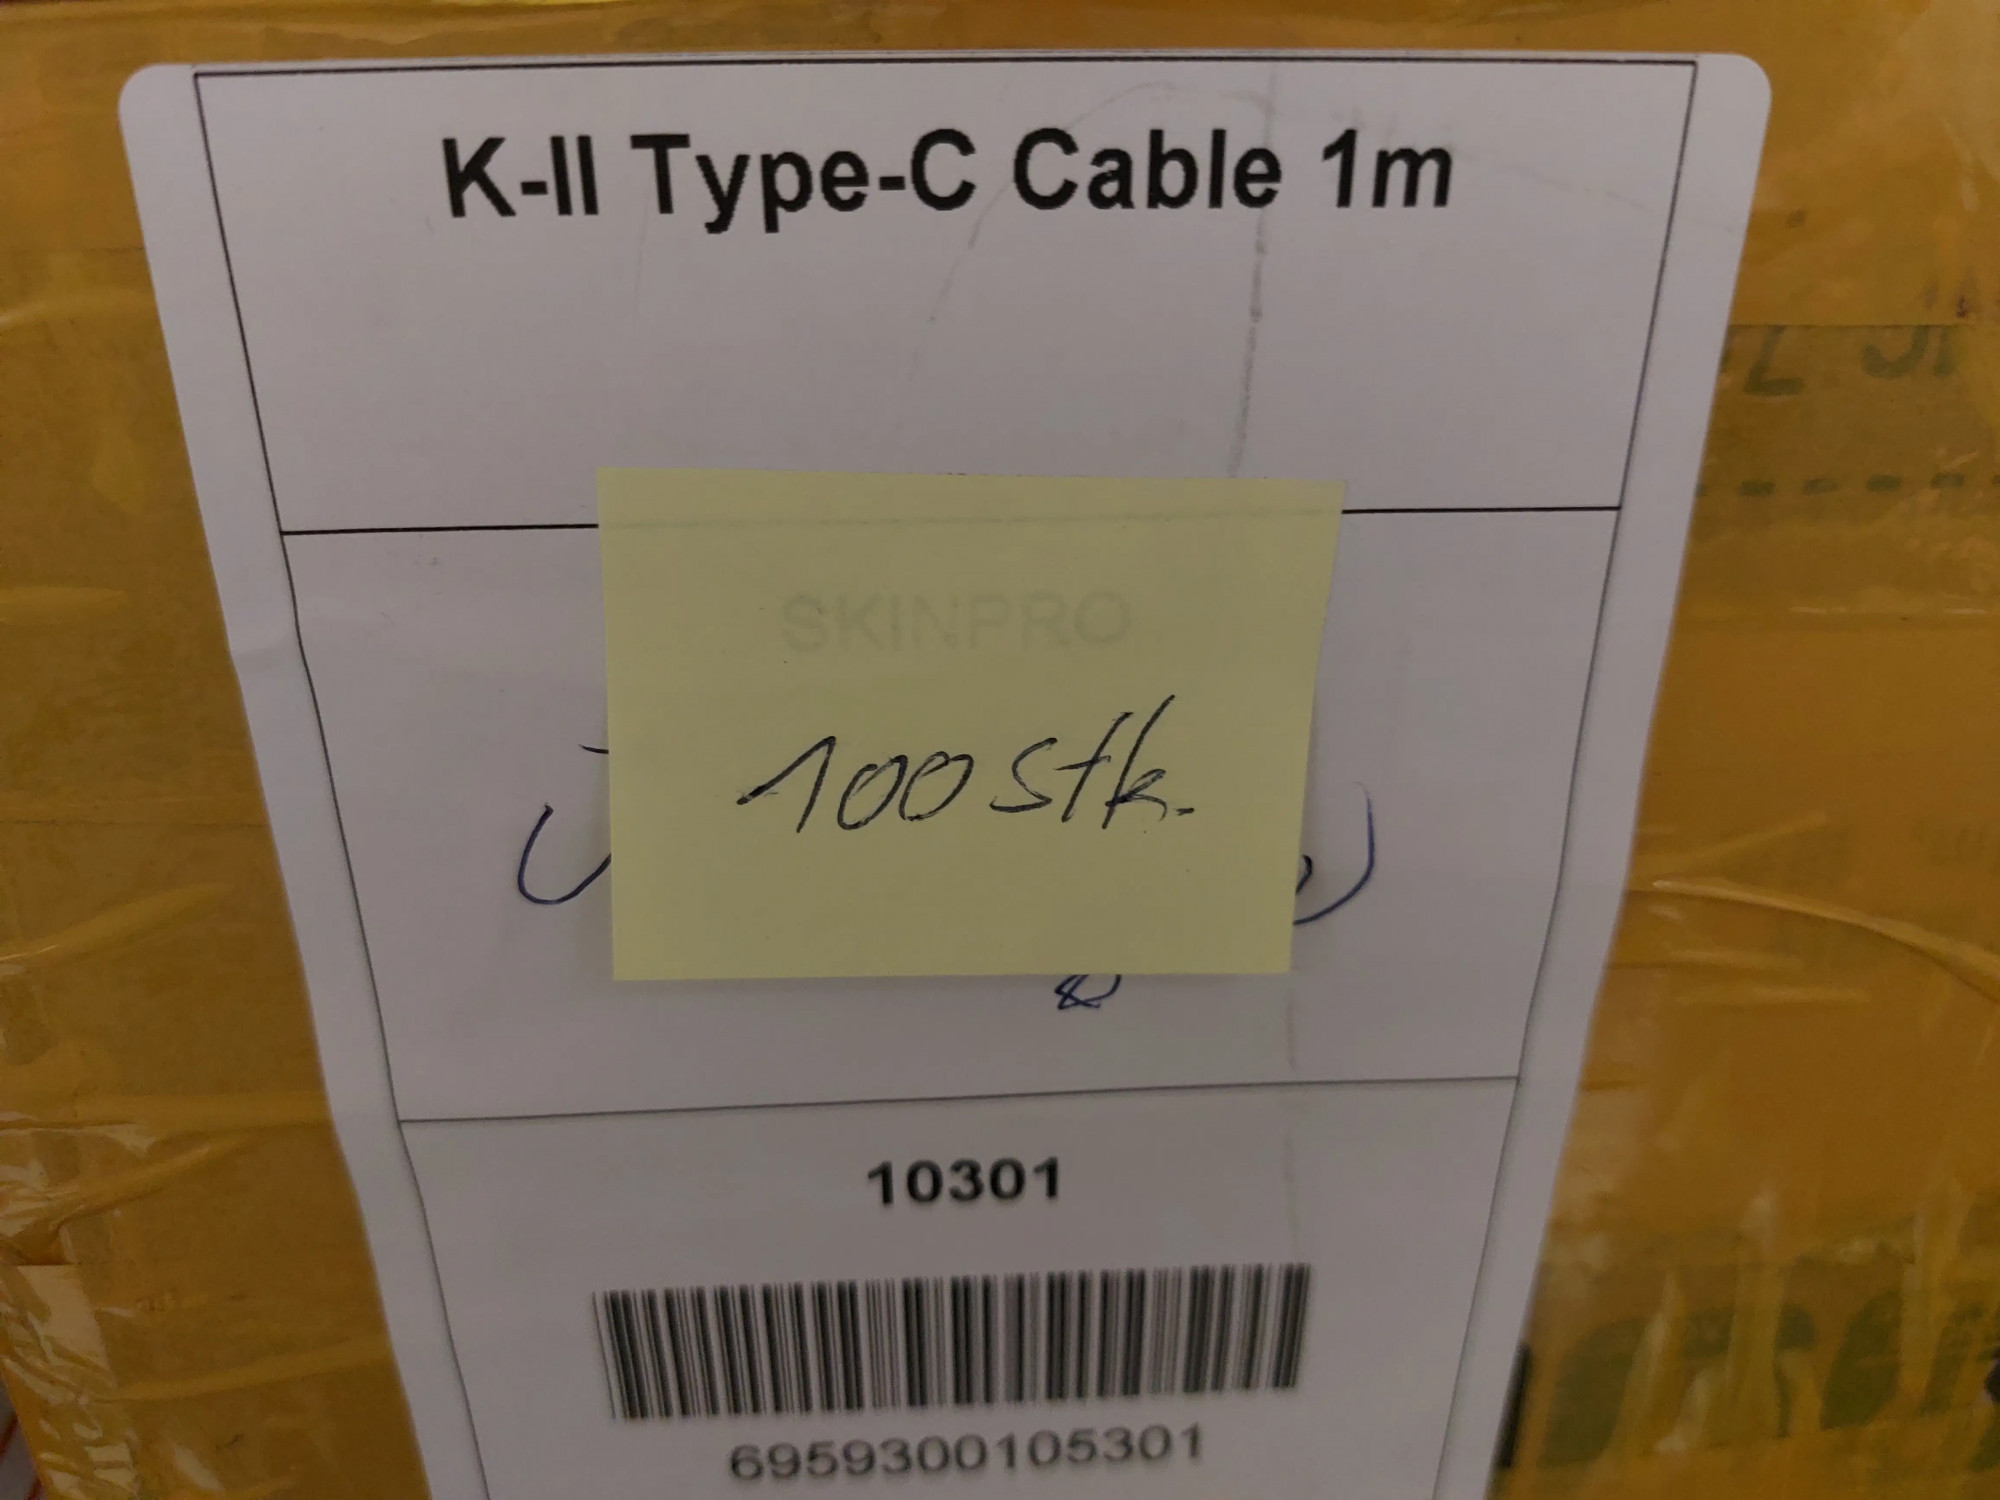 K-II Type-C Cable 1m
SKINPRO
100 Stk.
10301
6959300105301